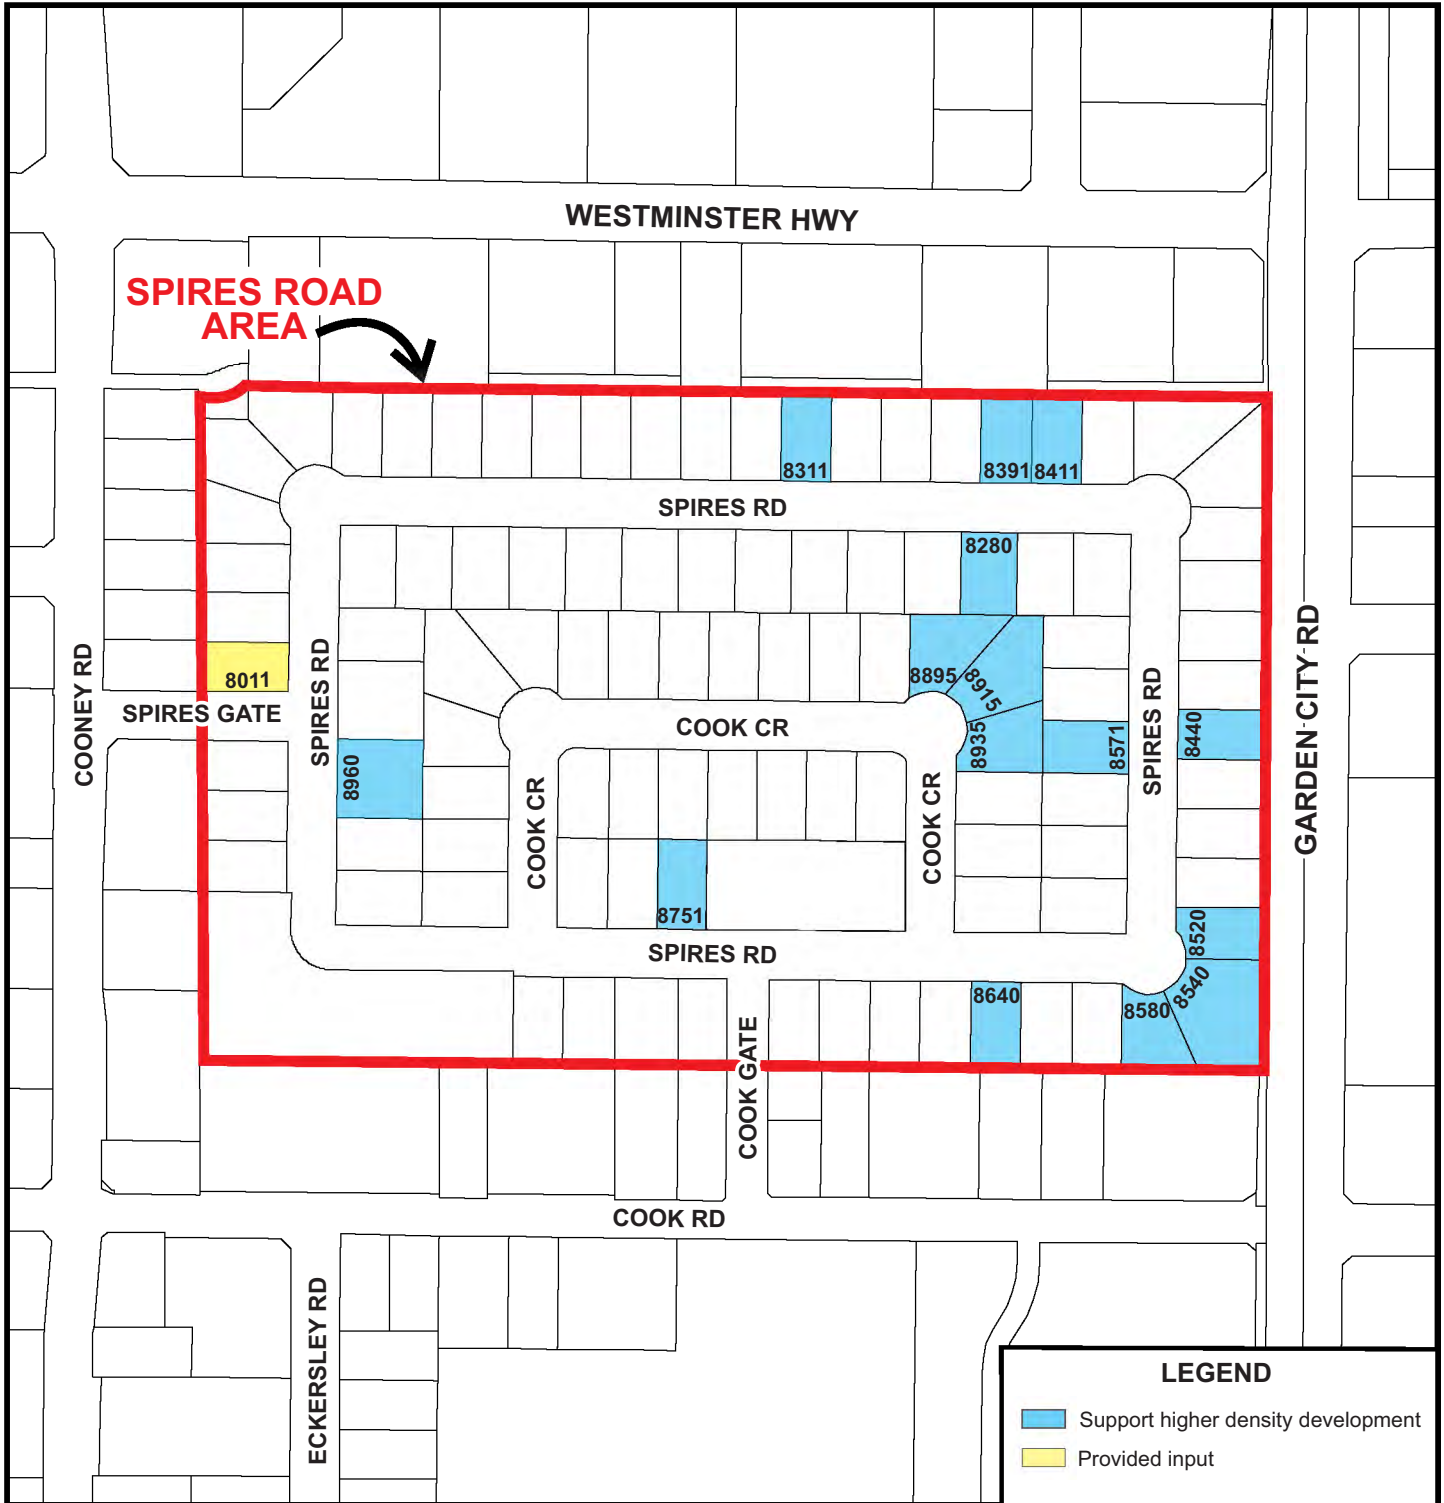 WESTMINSTER HWY
SPIRES ROAD
AREA
8311
8391
8411
SPIRES RD
8280
COONEY RD
8011
SPIRES GATE
SPIRES RD
8960
8895
8915
8935
COOK CR
COOK CR
COOK CR
8571
SPIRES RD
8440
GARDEN CITY RD
8751
8520
8540
8580
SPIRES RD
8640
COOK GATE
COOK RD
ECKERSLEY RD
LEGEND
Support higher density development
Provided input